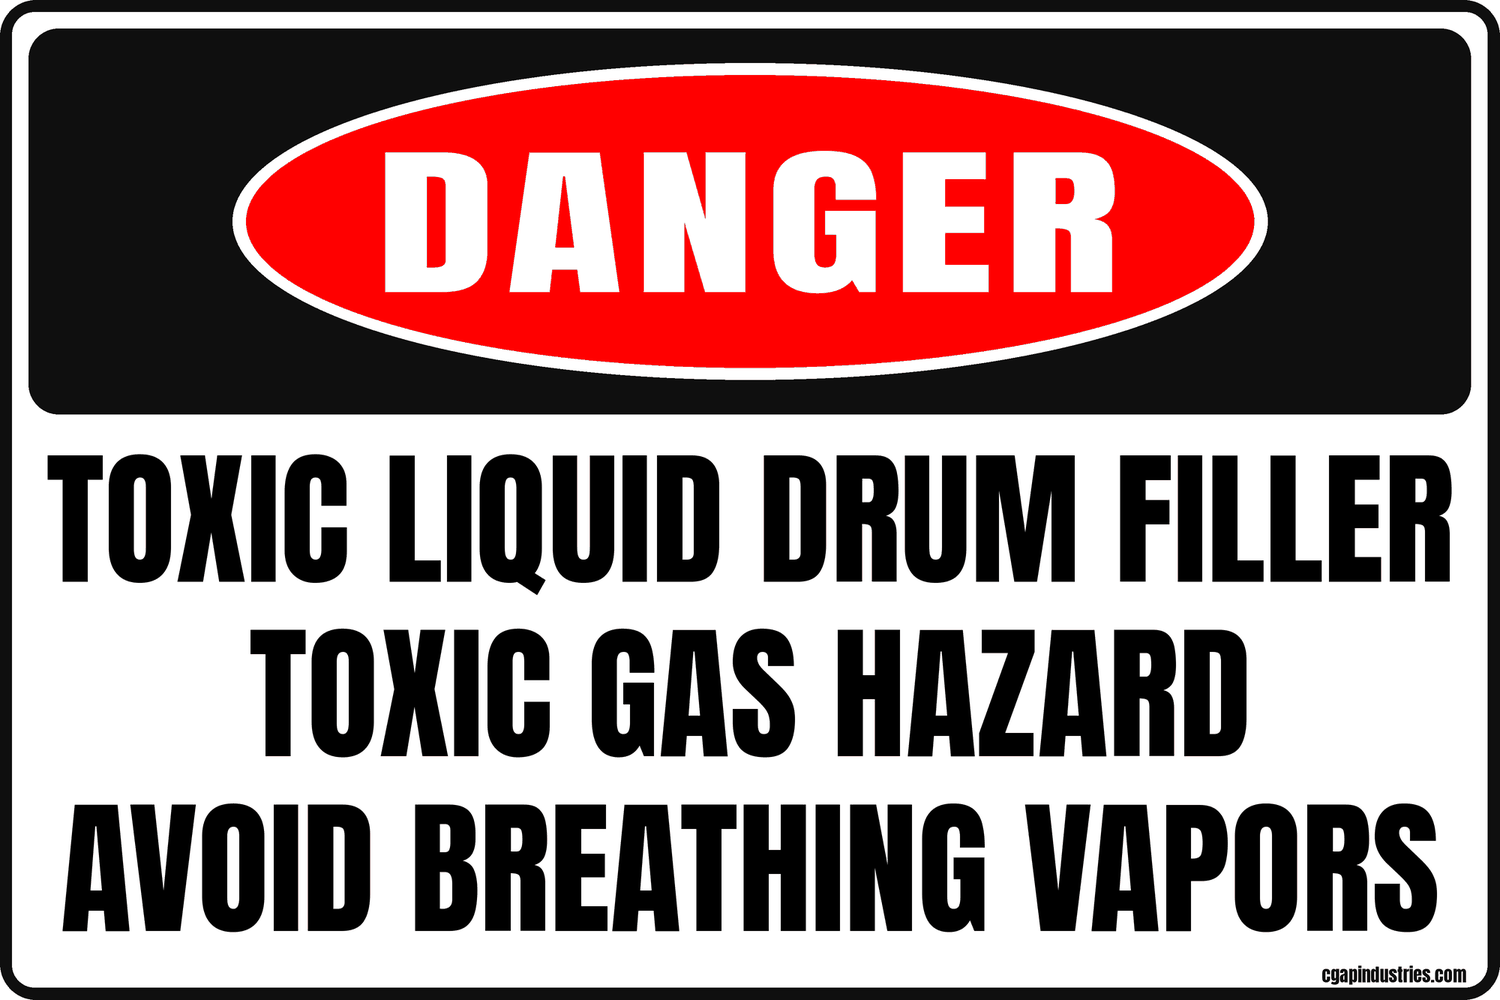 DANGER
TOXIC LIQUID DRUM FILLER
TOXIC GAS HAZARD
AVOID BREATHING VAPORS
cgapindustries.com